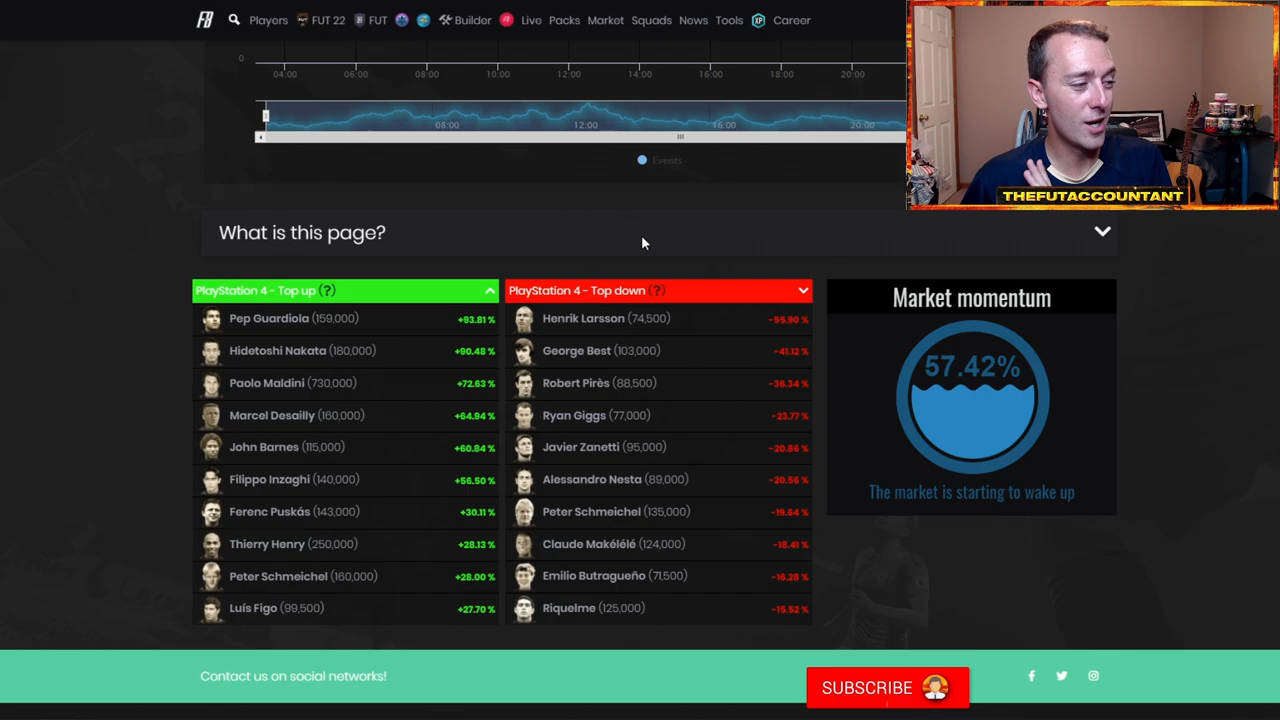 FB Players FUT 22 FUT Builder Live Packs Market Squads News Tools XP Career
0
04:00 06:00 08:00 10:00 12:00 14:00 16:00 18:00 20:00
08:00 12:00 16:00 20:00
Events
THEFUTACCOUNTANT
What is this page?
PlayStation 4 - Top up (?)
Pep Guardiola (159,000) +93.81 %
Hidetoshi Nakata (180,000) +90.48 %
Paolo Maldini (730,000) +72.63 %
Marcel Desailly (160,000) +64.94 %
John Barnes (115,000) +60.84 %
Filippo Inzaghi (140,000) +56.50 %
Ferenc Puskás (143,000) +30.11 %
Thierry Henry (250,000) +28.13 %
Peter Schmeichel (160,000) +28.00 %
Luís Figo (99,500) +27.70 %
PlayStation 4 - Top down (?)
Henrik Larsson (74,500) -55.90 %
George Best (103,000) -41.12 %
Robert Pirès (88,500) -36.34 %
Ryan Giggs (77,000) -23.77 %
Javier Zanetti (95,000) -20.86 %
Alessandro Nesta (89,000) -20.56 %
Peter Schmeichel (135,000) -19.64 %
Claude Makélélé (124,000) -18.41 %
Emilio Butragueño (71,500) -16.28 %
Riquelme (125,000) -15.52 %
Market momentum
57.42%
The market is starting to wake up
Contact us on social networks!
SUBSCRIBE